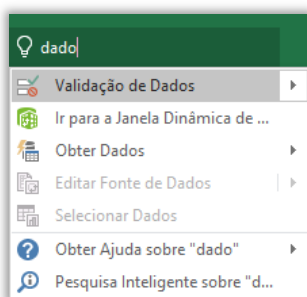 dado
Validação de Dados
Ir para a Janela Dinâmica de ...
Obter Dados
Editar Fonte de Dados
Selecionar Dados
Obter Ajuda sobre "dado"
Pesquisa Inteligente sobre "d...